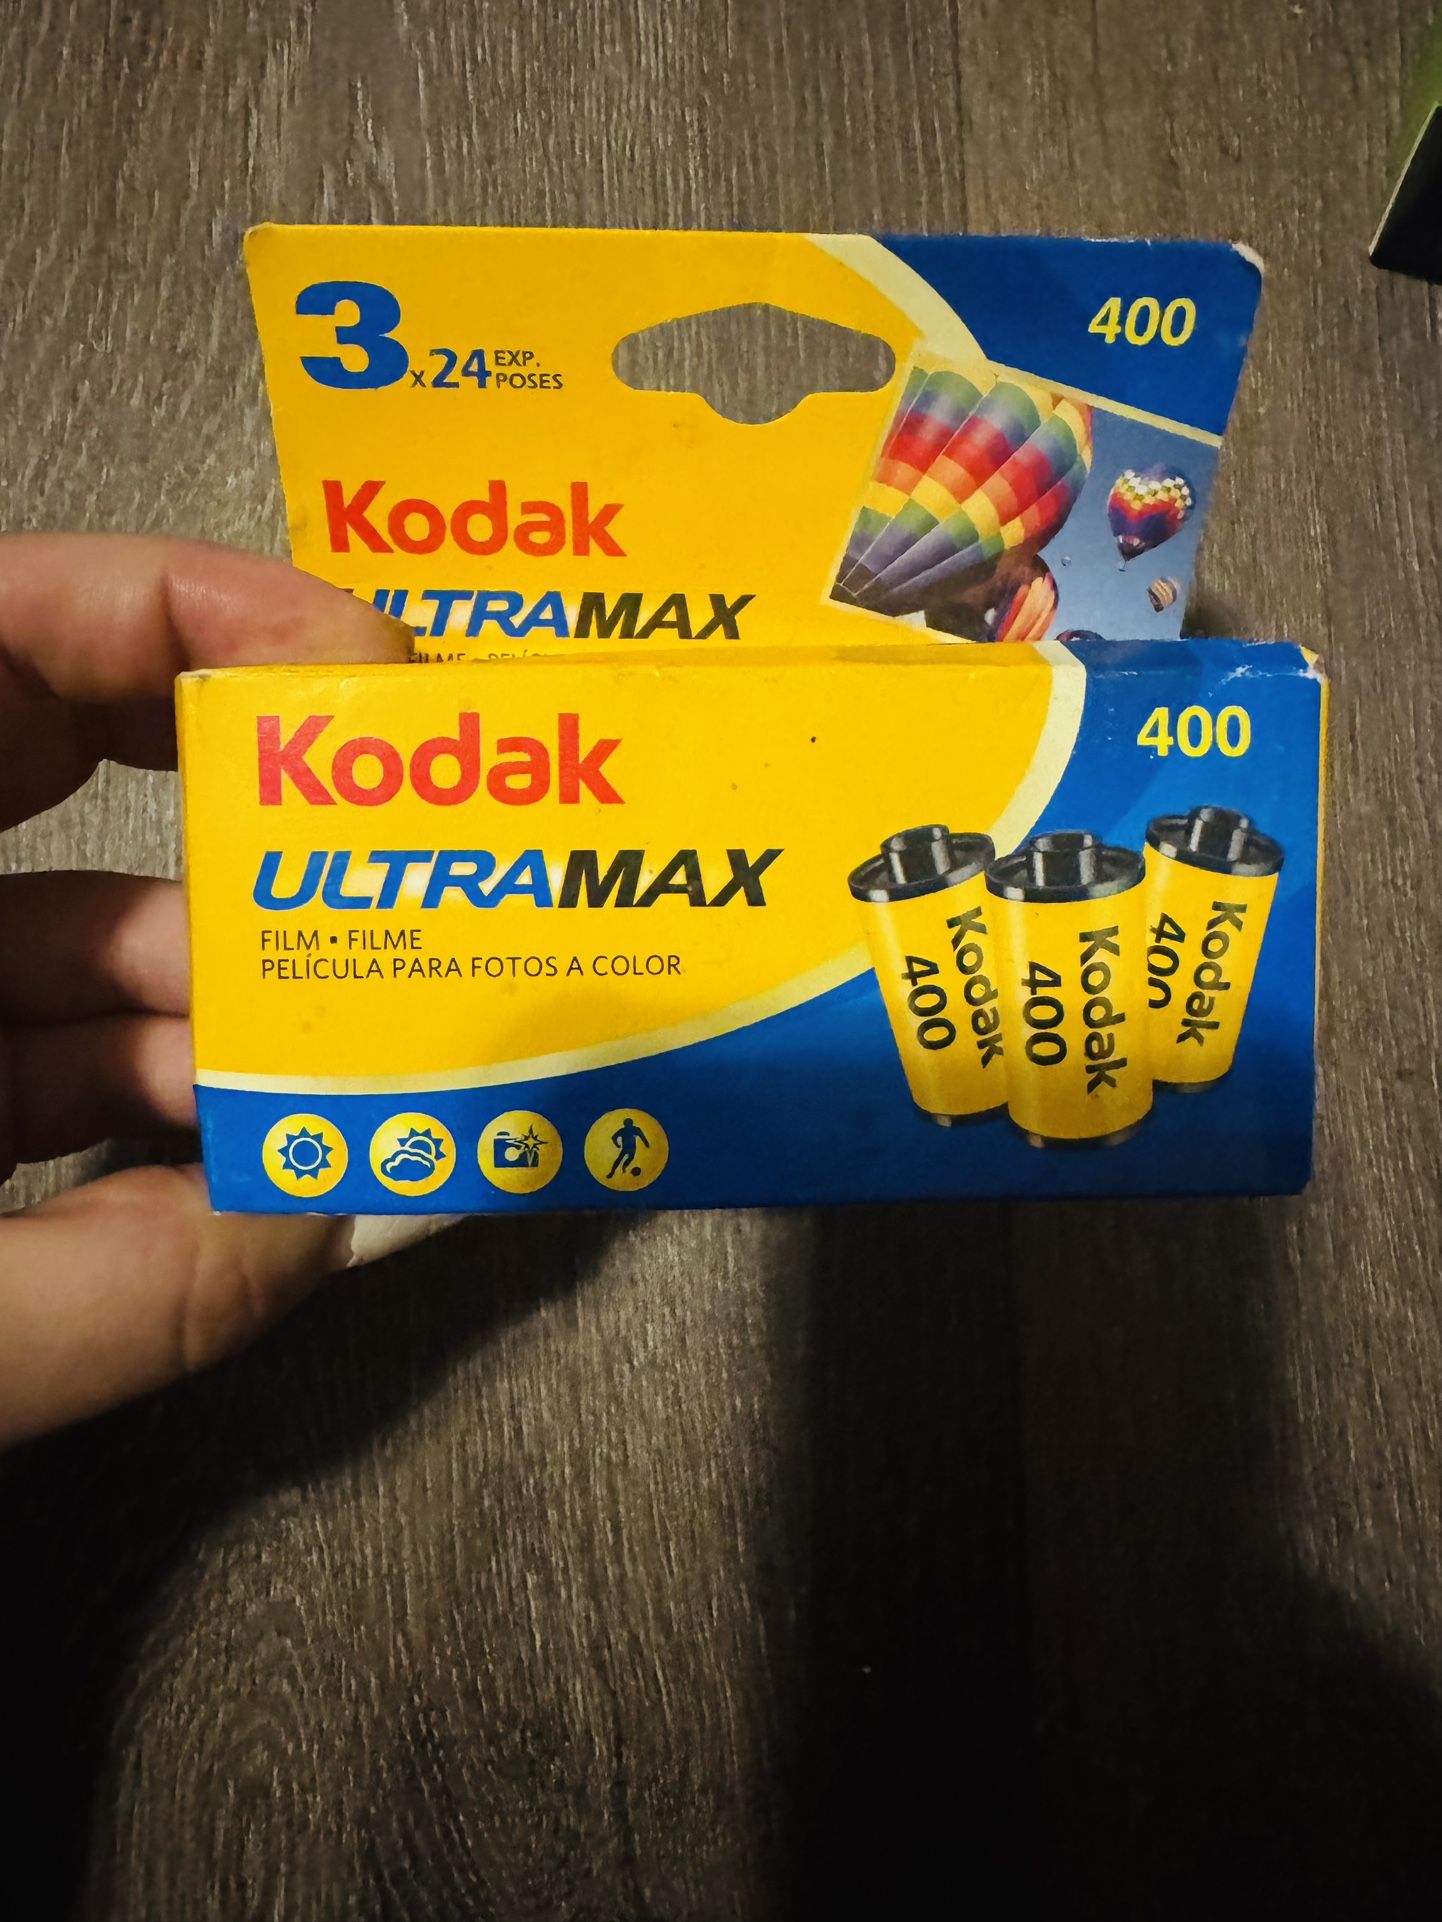 3 x 24 EXP. POSES
400
Kodak
ULTRAMAX
Kodak
400
ULTRAMAX
FILM • FILME
PELÍCULA PARA FOTOS A COLOR
Kodak
400
Kodak
400
Kodak
400